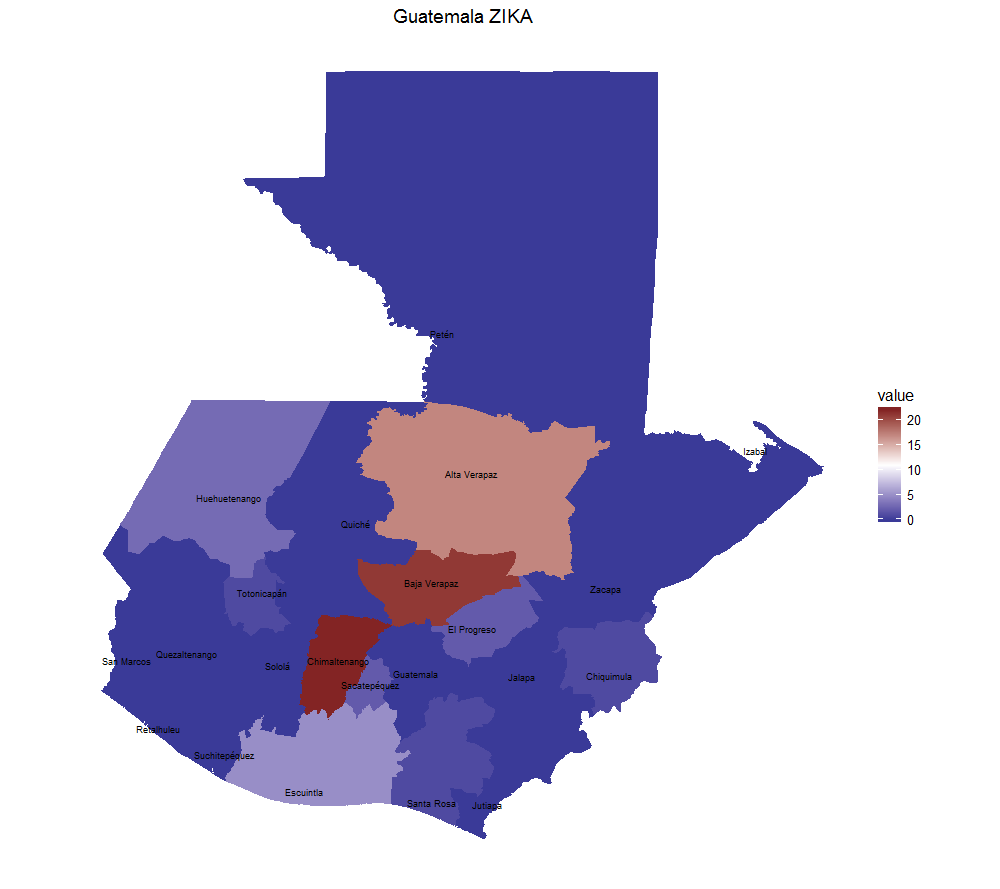 Guatemala ZIKA
Petén
value
20
15
10
5
0
Izabal
Alta Verapaz
Huehuetenango
Quiché
Baja Verapaz
Zacapa
Totonicapán
El Progreso
Quezaltenango
San Marcos
Sololá
Chimaltenango
Guatemala
Jalapa
Chiquimula
Sacatepéquez
Retalhuleu
Suchitepéquez
Escuintla
Santa Rosa
Jutiapa